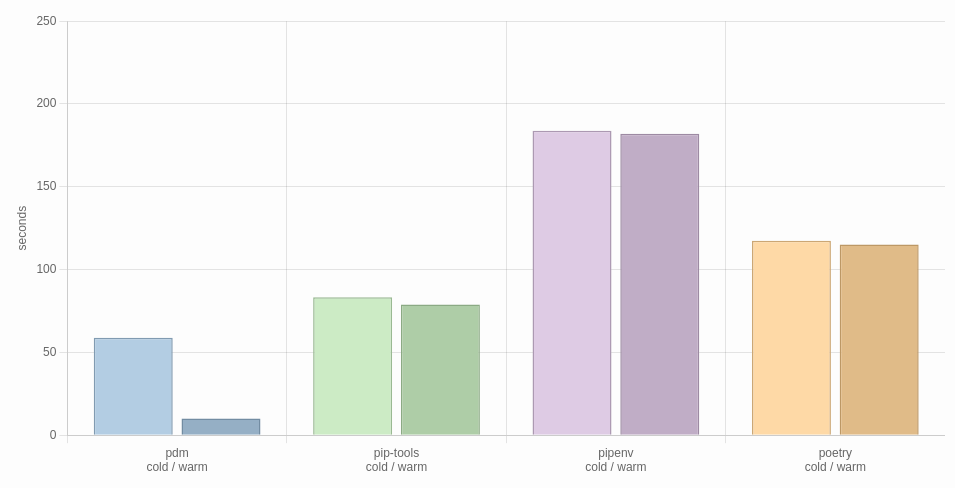 250
200
150
100
50
0
seconds
pdm
cold / warm
pip-tools
cold / warm
pipenv
cold / warm
poetry
cold / warm